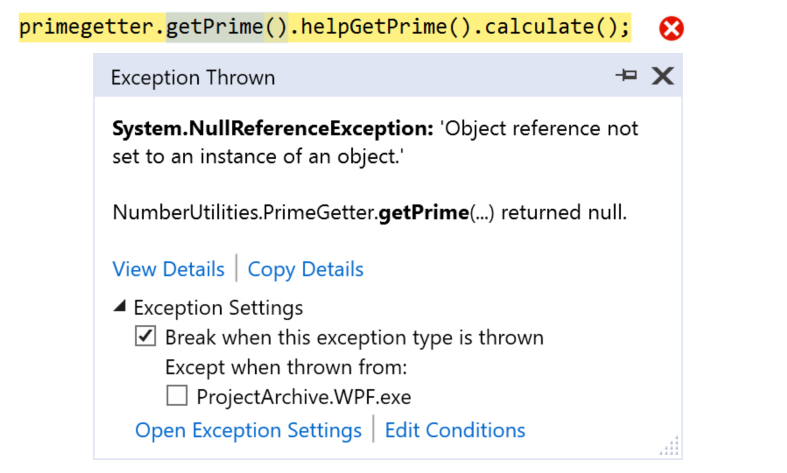 primegetter.getPrime().helpGetPrime().calculate();
Exception Thrown
System.NullReferenceException: 'Object reference not
set to an instance of an object.'
NumberUtilities.PrimeGetter.getPrime(...) returned null.
View Details | Copy Details
Exception Settings
Break when this exception type is thrown
Except when thrown from:
ProjectArchive.WPF.exe
Open Exception Settings | Edit Conditions